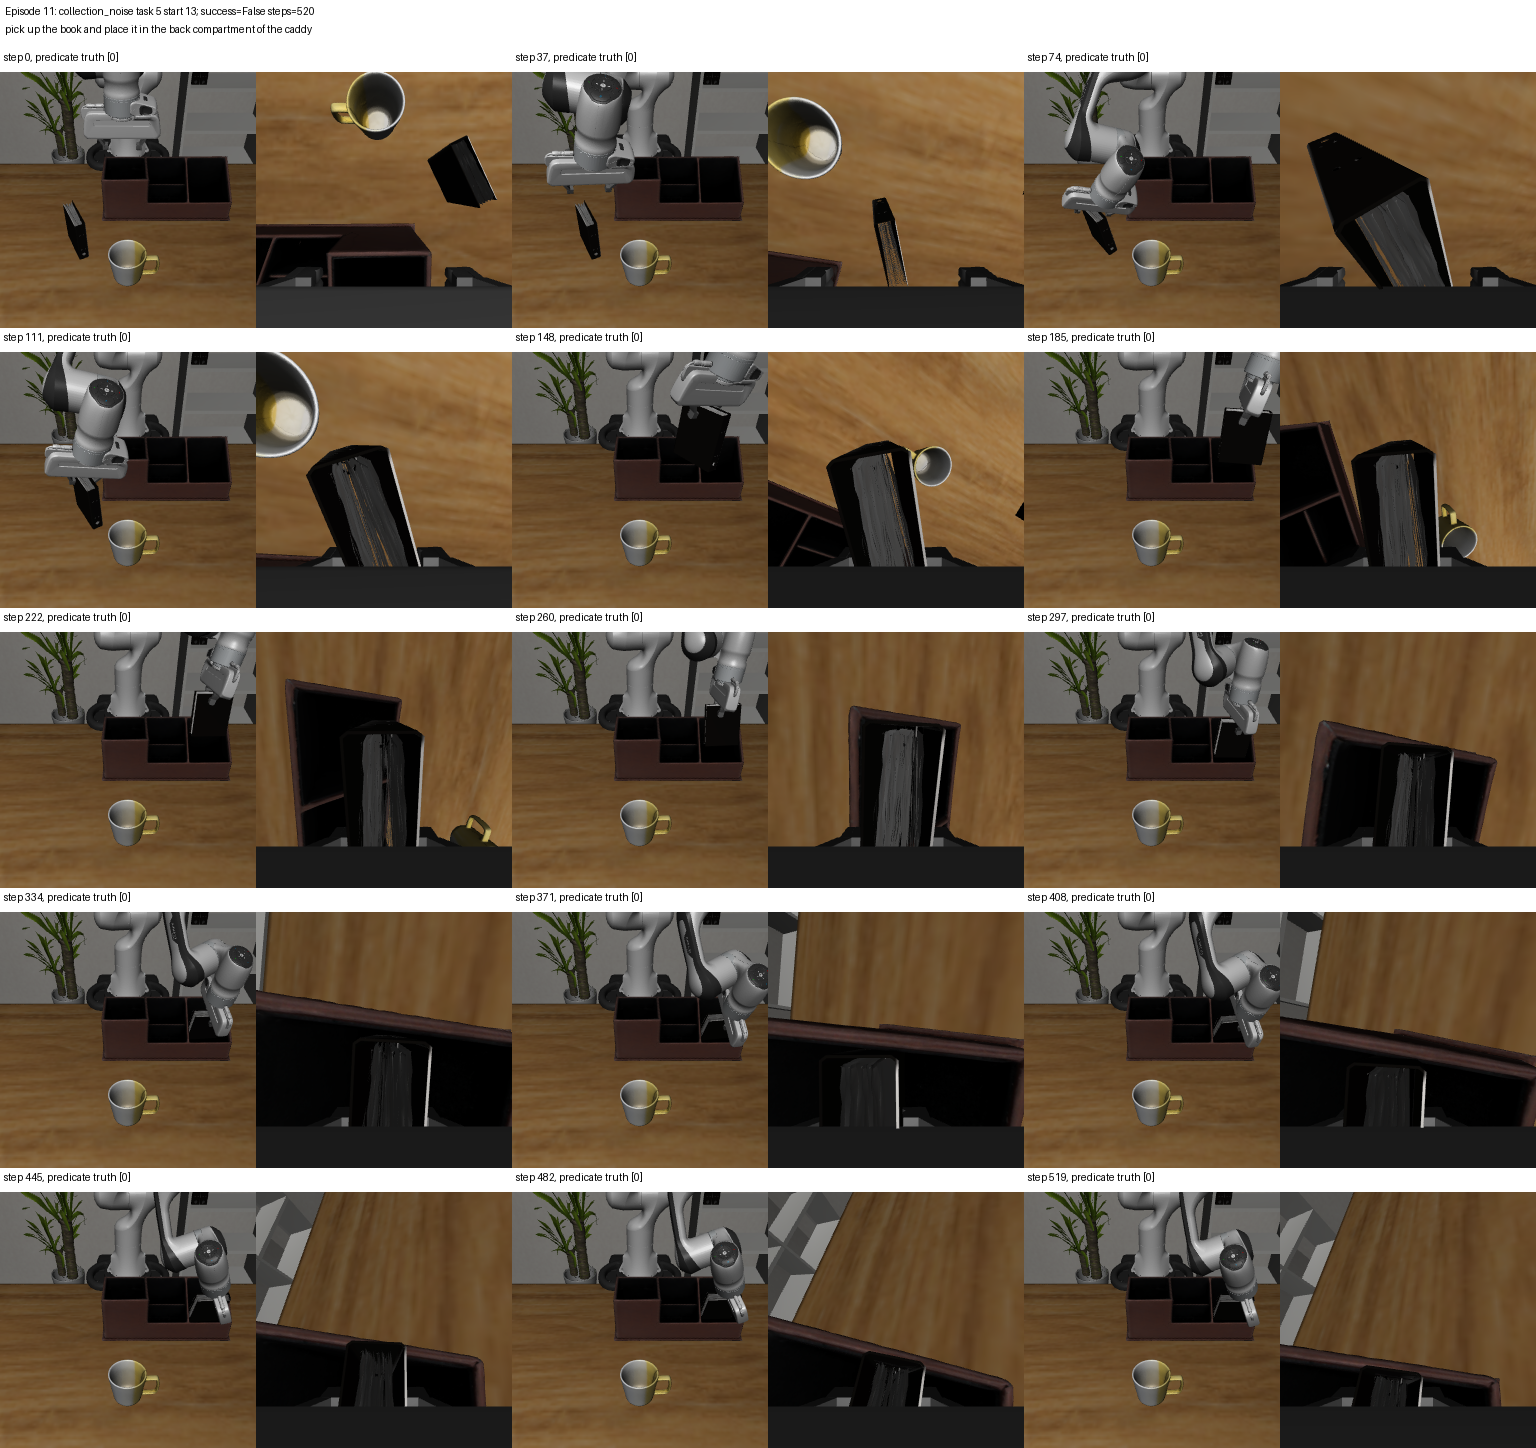 Episode 11: collection_noise task 5 start 13; success=False steps=520
pick up the book and place it in the back compartment of the caddy
step 0, predicate truth [0]
step 37, predicate truth [0]
step 74, predicate truth [0]
step 111, predicate truth [0]
step 148, predicate truth [0]
step 185, predicate truth [0]
step 222, predicate truth [0]
step 260, predicate truth [0]
step 297, predicate truth [0]
step 334, predicate truth [0]
step 371, predicate truth [0]
step 408, predicate truth [0]
step 445, predicate truth [0]
step 482, predicate truth [0]
step 519, predicate truth [0]